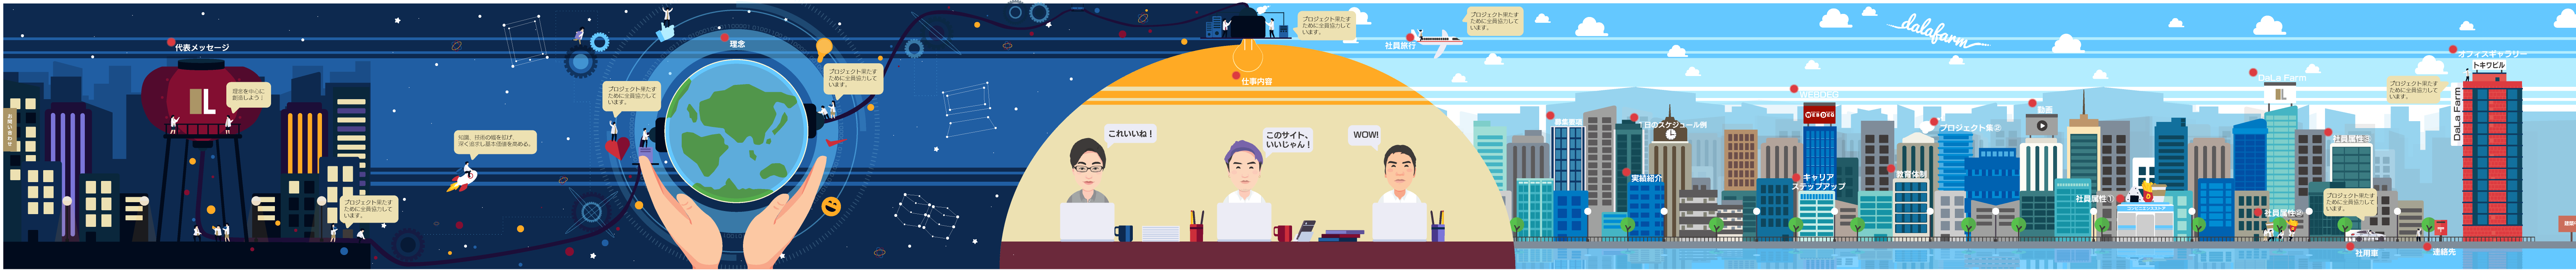 代表メッセージ
理念を中心に
創造しよう！
お問い合わせ
プロジェクト果たす
ために全員協力して
います。
知識、技術の幅を拡げ、
深く追求し基本価値を高める。
理念
プロジェクト果たす
ために全員協力して
います。
プロジェクト果たす
ために全員協力して
います。
仕事内容
プロジェクト果たす
ために全員協力して
います。
これいいね！
このサイト、
いいじゃん！
WOW!
社員旅行
プロジェクト果たす
ために全員協力して
います。
dalafarm
募集要項
1日のスケジュール例
実績紹介
WEBDEG
キャリア
ステップアップ
教育体制
プロジェクト集②
動画
社員属性①
DaLa Farm
社員属性②
社員属性③
プロジェクト果たす
ために全員協力して
います。
社用車
連絡先
プロジェクト果たす
ために全員協力して
います。
オフィスギャラリー
トキワビル
DaLa Farm